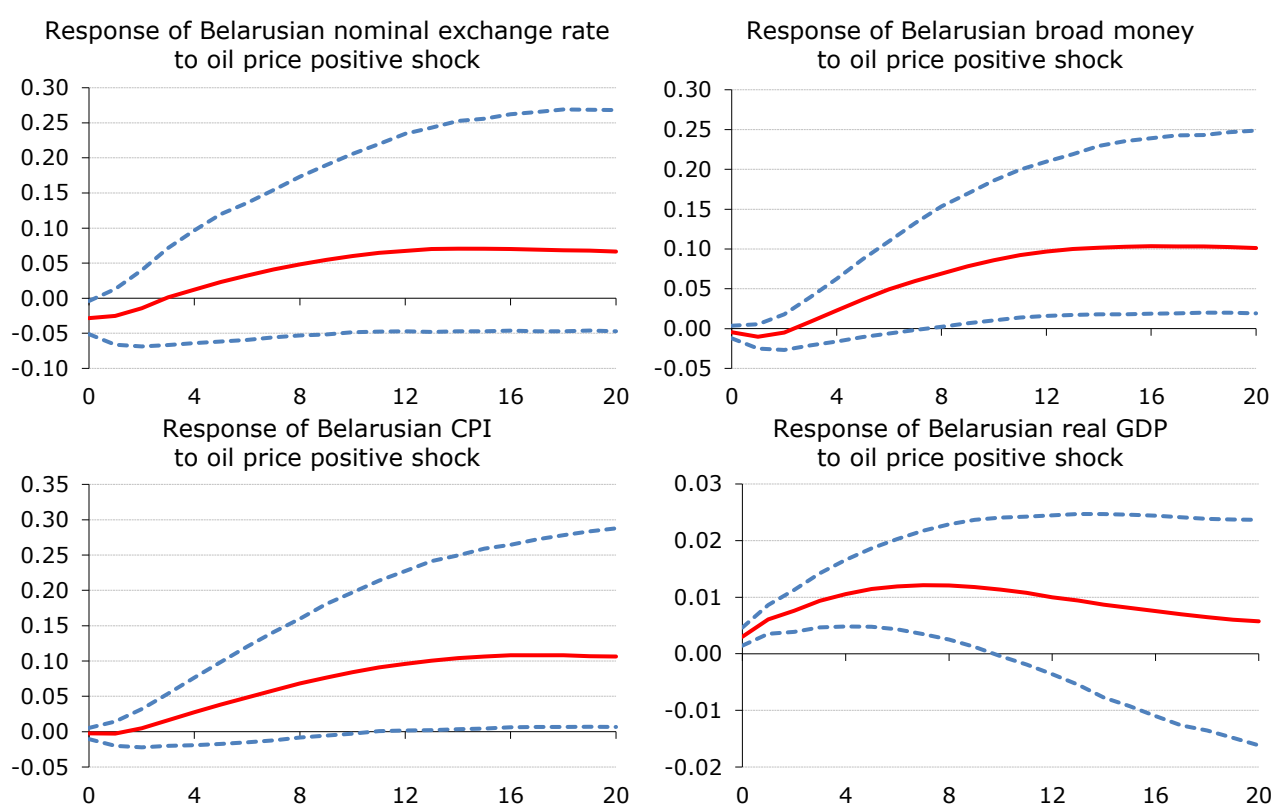 Response of Belarusian nominal exchange rate
to oil price positive shock
0.30
0.25
0.20
0.15
0.10
0.05
0.00
-0.05
-0.10
0 4 8 12 16 20
Response of Belarusian broad money
to oil price positive shock
0.30
0.25
0.20
0.15
0.10
0.05
0.00
-0.05
0 4 8 12 16 20
Response of Belarusian CPI
to oil price positive shock
0.35
0.30
0.25
0.20
0.15
0.10
0.05
0.00
-0.05
0 4 8 12 16 20
Response of Belarusian real GDP
to oil price positive shock
0.03
0.02
0.01
0.00
-0.01
-0.02
0 4 8 12 16 20